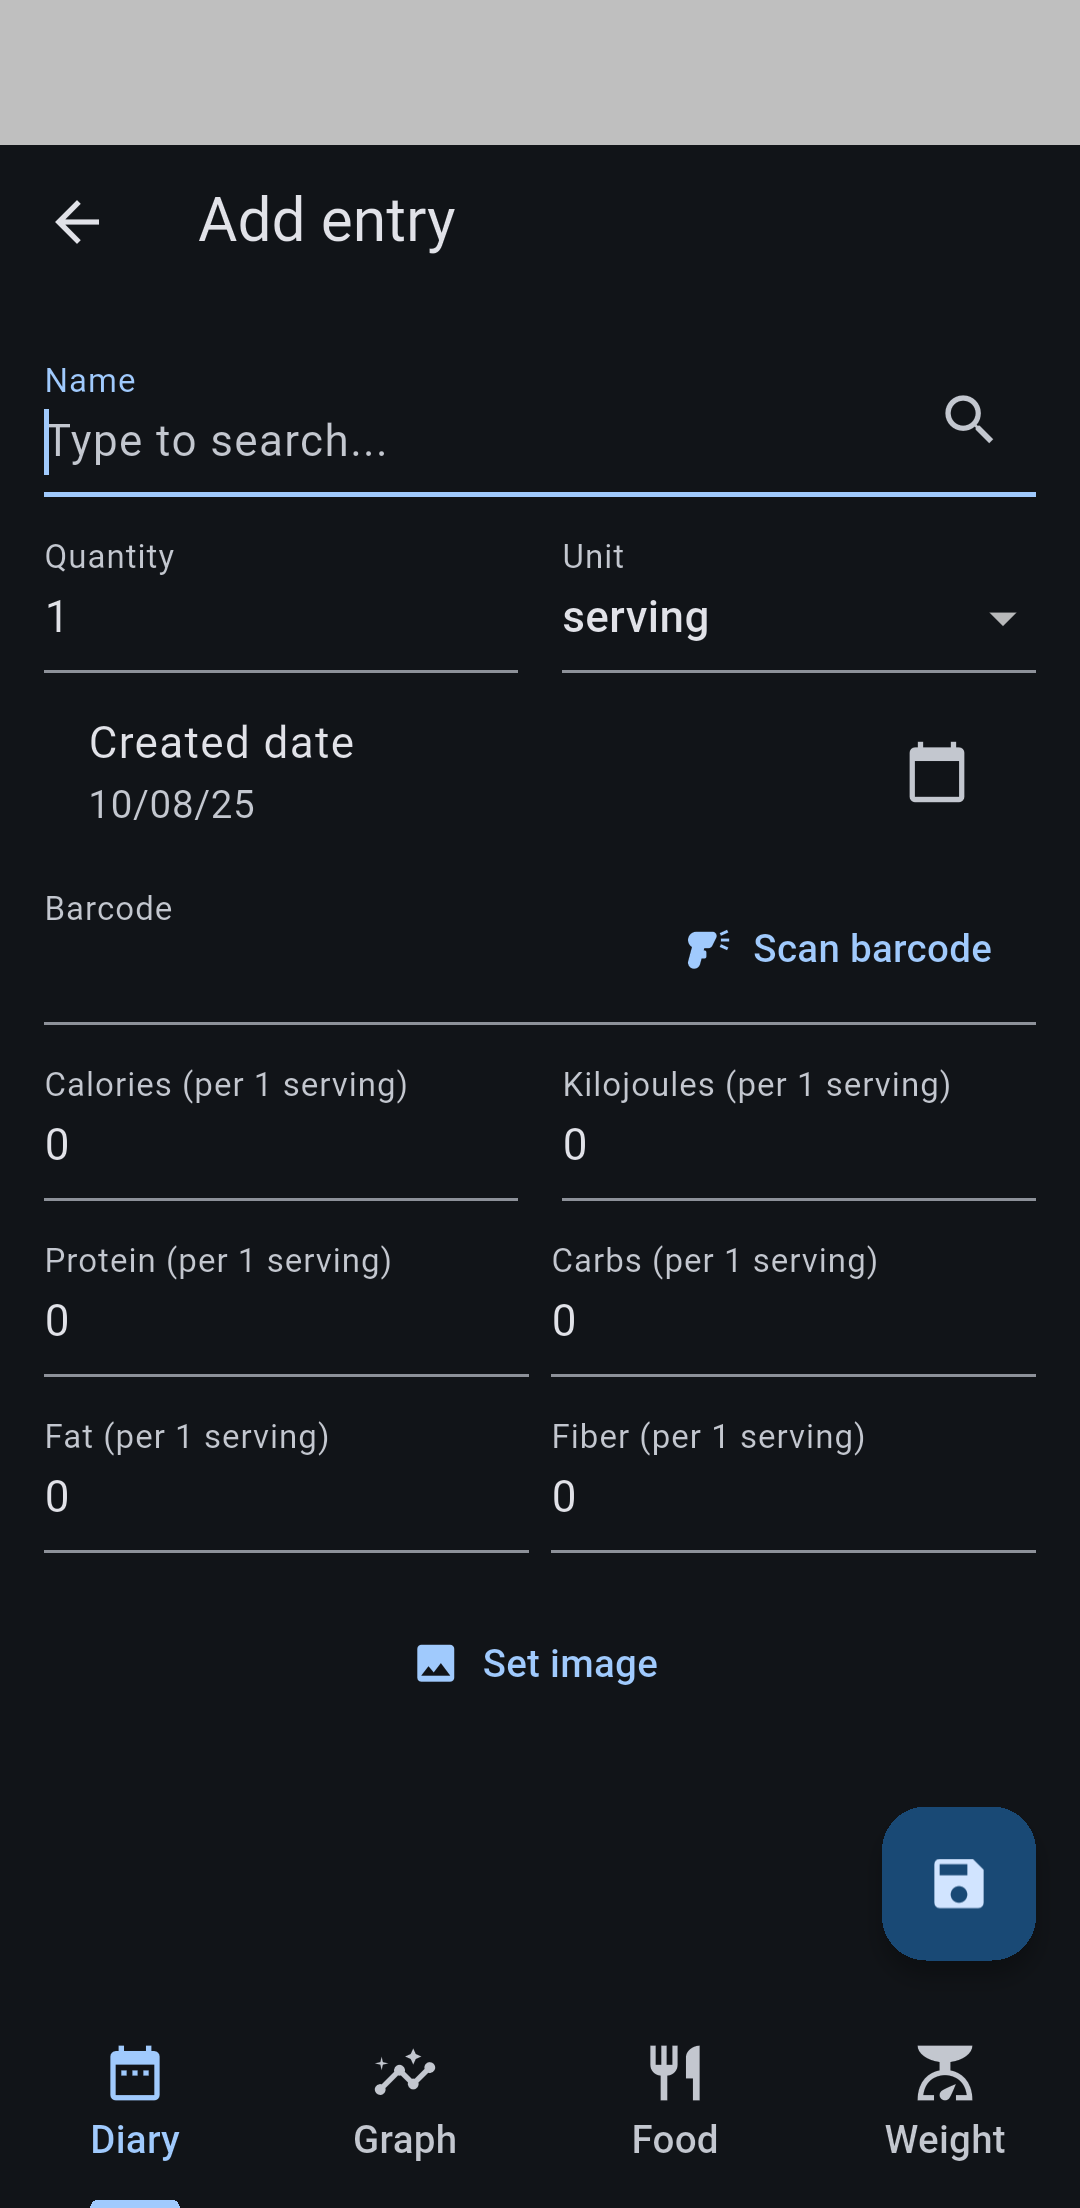 Add entry
Name
Type to search...
Quantity
Unit
1
serving
Created date
10/08/25
Barcode
Scan barcode
Calories (per 1 serving)
Kilojoules (per 1 serving)
0
0
Protein (per 1 serving)
Carbs (per 1 serving)
0
0
Fat (per 1 serving)
Fiber (per 1 serving)
0
0
Set image
Diary
Graph
Food
Weight